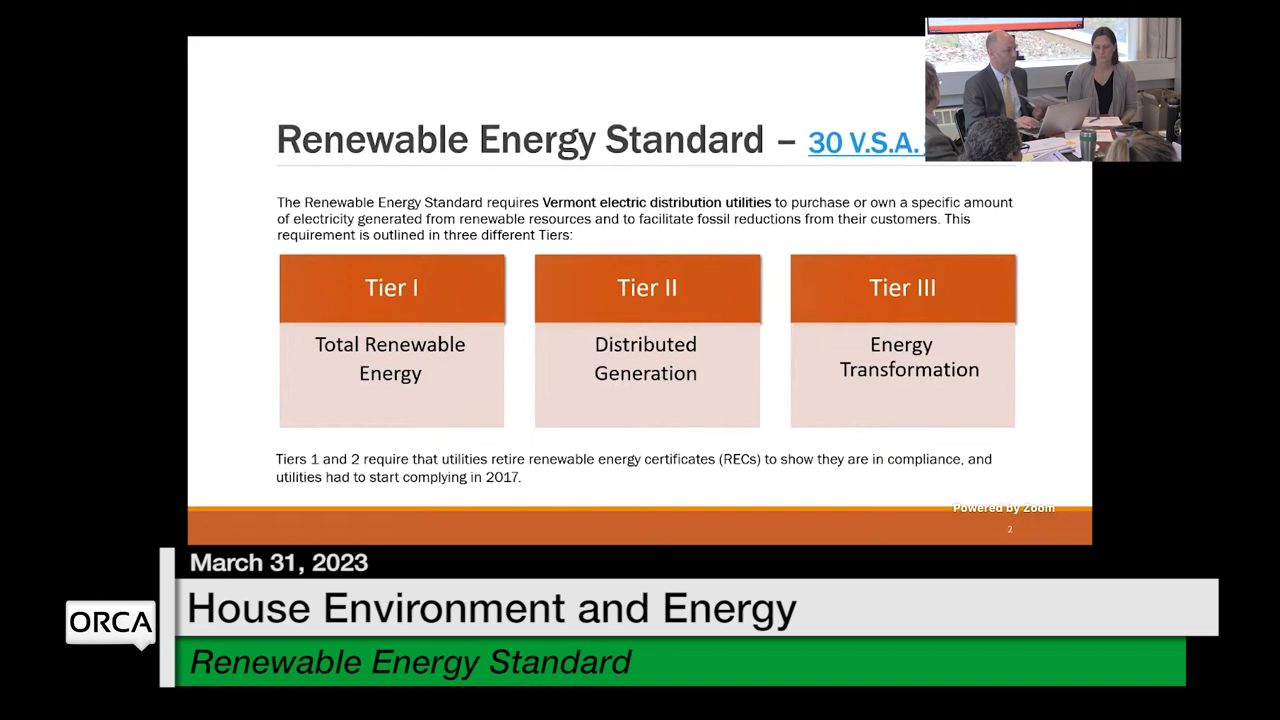 Renewable Energy Standard – 30 V.S.A.
The Renewable Energy Standard requires Vermont electric distribution utilities to purchase or own a specific amount
of electricity generated from renewable resources and to facilitate fossil reductions from their customers. This
requirement is outlined in three different Tiers:
Tier I
Total Renewable
Energy
Tier II
Distributed
Generation
Tier III
Energy
Transformation
Tiers 1 and 2 require that utilities retire renewable energy certificates (RECs) to show they are in compliance, and
utilities had to start complying in 2017.
Powered by Zoom
2
March 31, 2023
ORCA
House Environment and Energy
Renewable Energy Standard